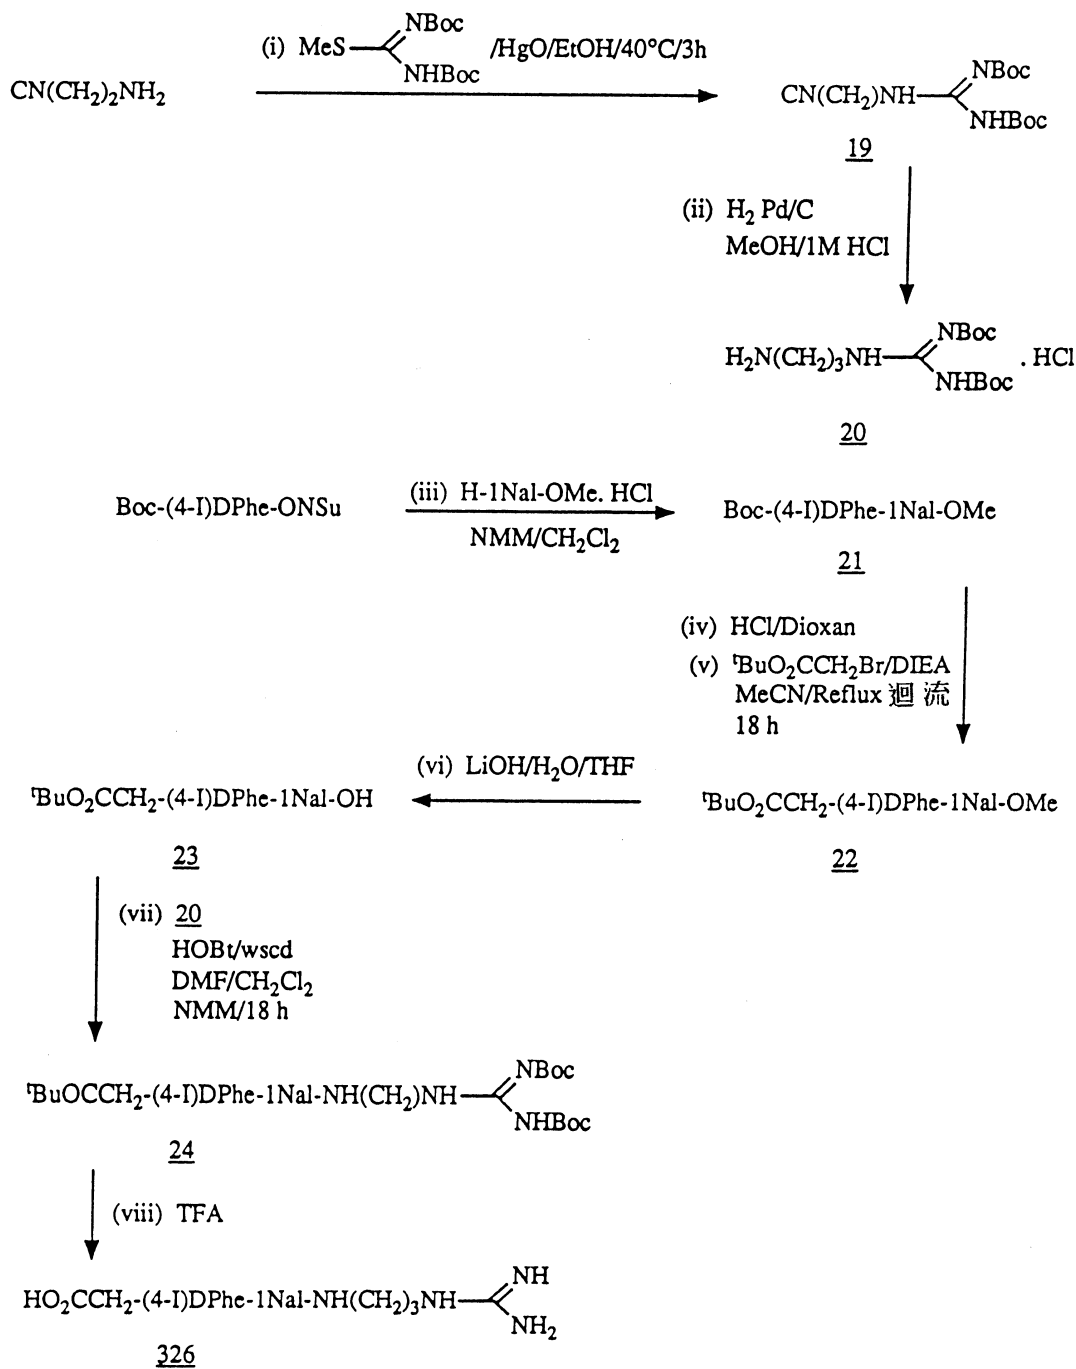 (i) MeS NBoc NHBoc /HgO/EtOH/40°C/3h
CN(CH₂)₂NH₂
CN(CH₂)NH NBoc NHBoc
19
(ii) H₂ Pd/C
MeOH/1M HCl
H₂N(CH₂)₃NH NBoc NHBoc . HCl
20
Boc-(4-I)DPhe-ONSu
(iii) H-1Nal-OMe. HCl
NMM/CH₂Cl₂
Boc-(4-I)DPhe-1Nal-OMe
21
(iv) HCl/Dioxan
(v) ᵗBuO₂CCH₂Br/DIEA
MeCN/Reflux 迴 流
18 h
(vi) LiOH/H₂O/THF
ᵗBuO₂CCH₂-(4-I)DPhe-1Nal-OH
23
ᵗBuO₂CCH₂-(4-I)DPhe-1Nal-OMe
22
(vii) 20
HOBt/wscd
DMF/CH₂Cl₂
NMM/18 h
ᵗBuOCCH₂-(4-I)DPhe-1Nal-NH(CH₂)NH NBoc NHBoc
24
(viii) TFA
HO₂CCH₂-(4-I)DPhe-1Nal-NH(CH₂)₃NH NH NH₂
326